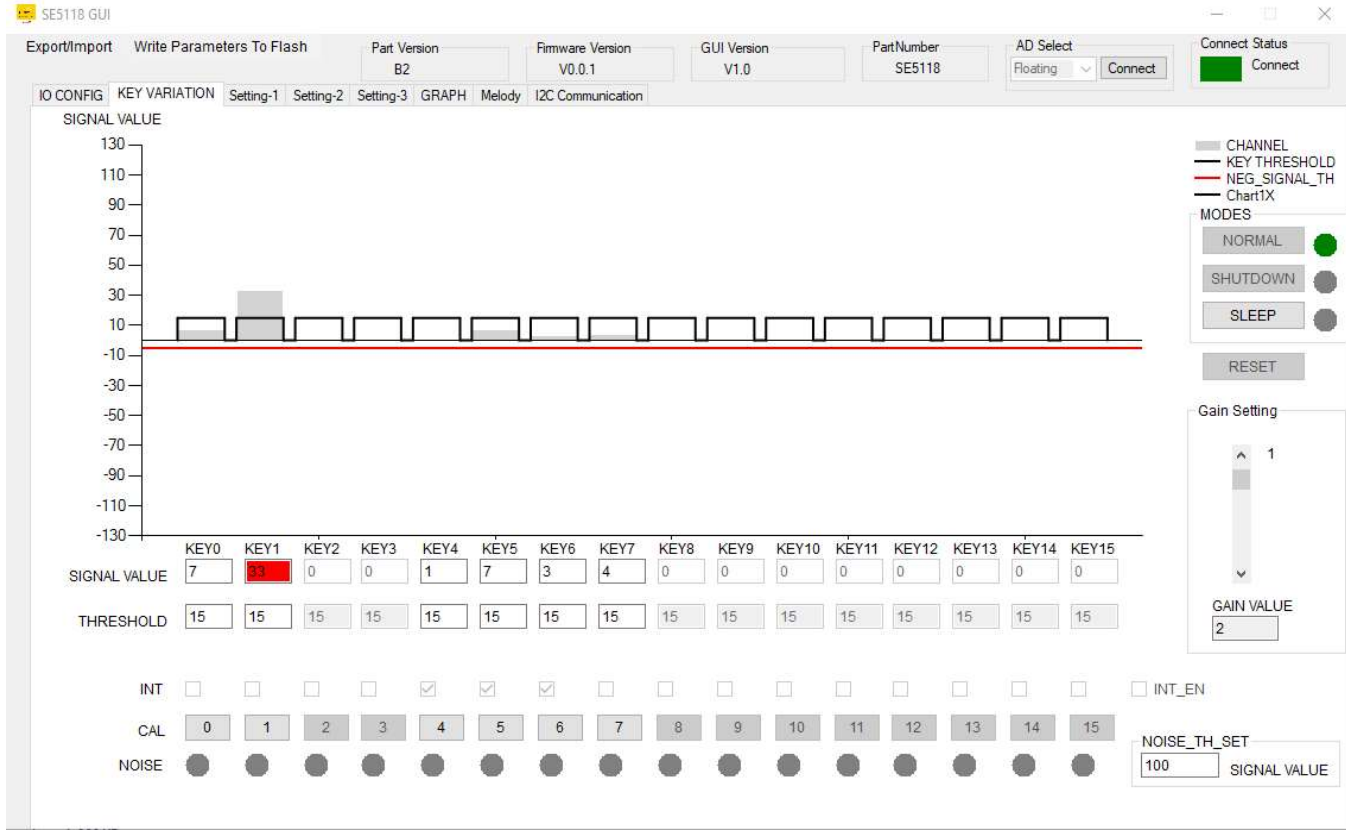 SE5118 GUI
Export/Import Write Parameters To Flash
Part Version
B2
Firmware Version
V0.0.1
GUI Version
V1.0
PartNumber
SE5118
AD Select
Floating Connect
Connect Status
Connect
IO CONFIG KEY VARIATION Setting-1 Setting-2 Setting-3 GRAPH Melody I2C Communication
SIGNAL VALUE
130
110
90
70
50
30
10
-10
-30
-50
-70
-90
-110
-130
CHANNEL
KEY THRESHOLD
NEG_SIGNAL_TH
Chart1X
MODES
NORMAL
SHUTDOWN
SLEEP
RESET
Gain Setting
1
GAIN VALUE
2
KEY0 KEY1 KEY2 KEY3 KEY4 KEY5 KEY6 KEY7 KEY8 KEY9 KEY10 KEY11 KEY12 KEY13 KEY14 KEY15
SIGNAL VALUE 7 33 0 0 1 7 3 4 0 0 0 0 0 0 0 0
THRESHOLD 15 15 15 15 15 15 15 15 15 15 15 15 15 15 15 15
INT INT_EN
CAL 0 1 2 3 4 5 6 7 8 9 10 11 12 13 14 15
NOISE
NOISE_TH_SET
100 SIGNAL VALUE